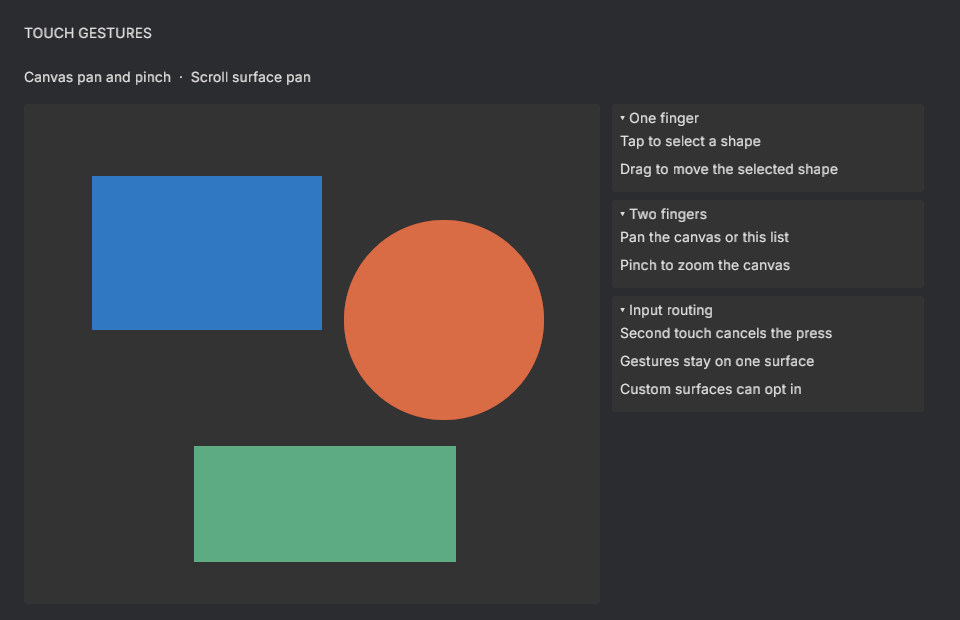 TOUCH GESTURES
Canvas pan and pinch · Scroll surface pan
One finger
Tap to select a shape
Drag to move the selected shape
Two fingers
Pan the canvas or this list
Pinch to zoom the canvas
Input routing
Second touch cancels the press
Gestures stay on one surface
Custom surfaces can opt in